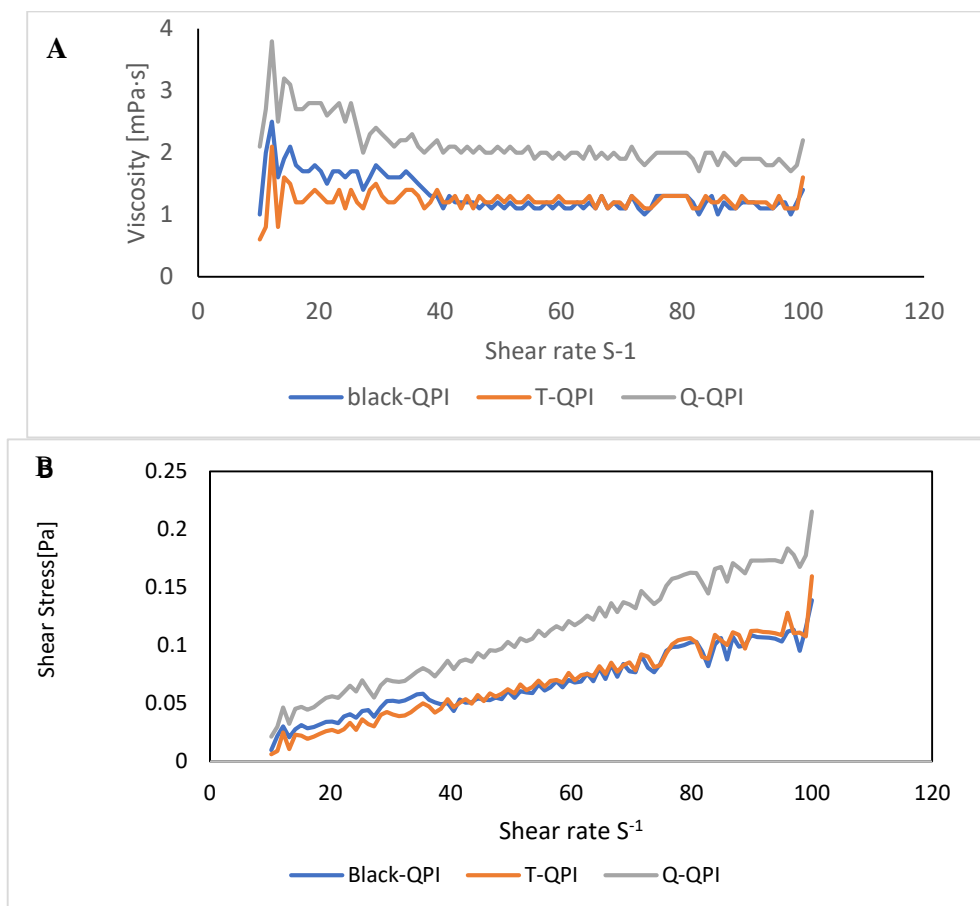 A
Viscosity [mPa·s]
4
3
2
1
0
0 20 40 60 80 100 120
Shear rate S-1
black-QPI T-QPI Q-QPI
B
Shear Stress[Pa]
0.25
0.2
0.15
0.1
0.05
0
0 20 40 60 80 100 120
Shear rate S⁻¹
Black-QPI T-QPI Q-QPI